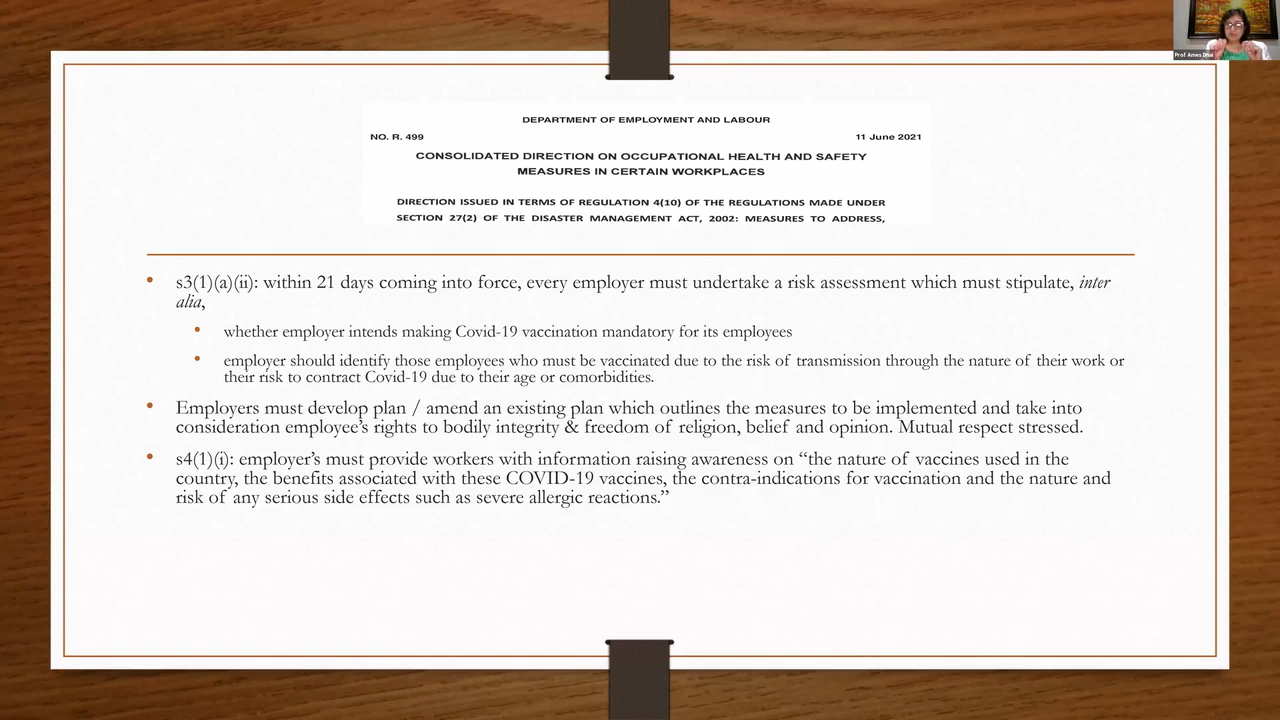 Prof Ames Dhai
DEPARTMENT OF EMPLOYMENT AND LABOUR
NO. R. 499 11 June 2021
CONSOLIDATED DIRECTION ON OCCUPATIONAL HEALTH AND SAFETY
MEASURES IN CERTAIN WORKPLACES
DIRECTION ISSUED IN TERMS OF REGULATION 4(10) OF THE REGULATIONS MADE UNDER
SECTION 27(2) OF THE DISASTER MANAGEMENT ACT, 2002: MEASURES TO ADDRESS,
• s3(1)(a)(ii): within 21 days coming into force, every employer must undertake a risk assessment which must stipulate, inter
alia,
• whether employer intends making Covid-19 vaccination mandatory for its employees
• employer should identify those employees who must be vaccinated due to the risk of transmission through the nature of their work or
their risk to contract Covid-19 due to their age or comorbidities.
• Employers must develop plan / amend an existing plan which outlines the measures to be implemented and take into
consideration employee's rights to bodily integrity & freedom of religion, belief and opinion. Mutual respect stressed.
• s4(1)(i): employer's must provide workers with information raising awareness on “the nature of vaccines used in the
country, the benefits associated with these COVID-19 vaccines, the contra-indications for vaccination and the nature and
risk of any serious side effects such as severe allergic reactions.”